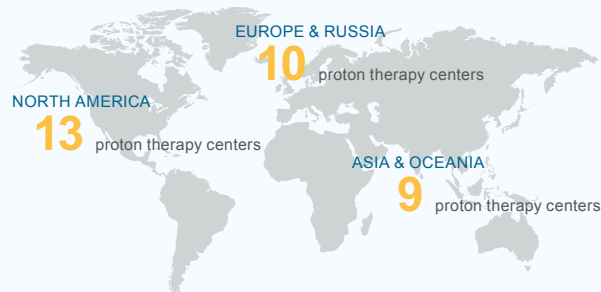 EUROPE & RUSSIA
10 proton therapy centers
NORTH AMERICA
13 proton therapy centers
ASIA & OCEANIA
9 proton therapy centers